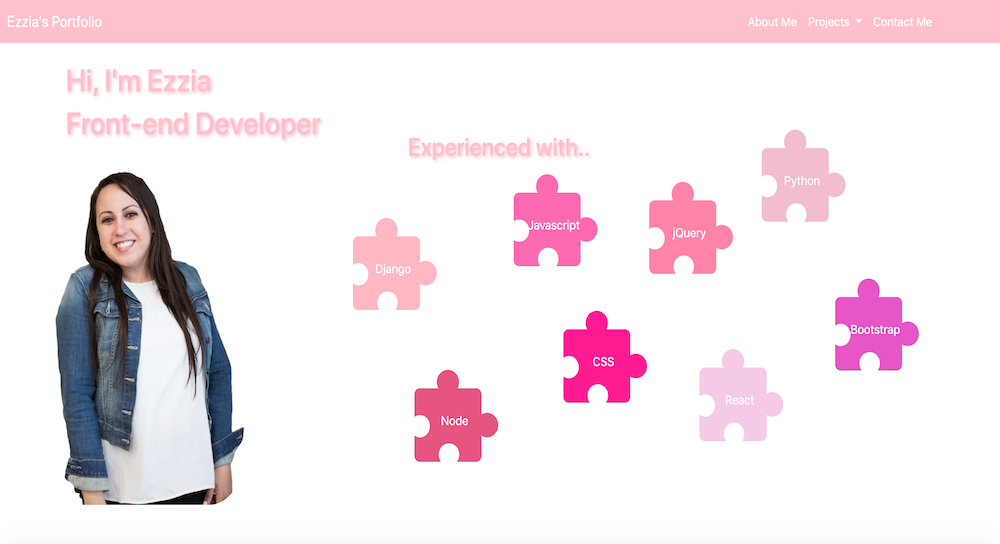 Ezzia's Portfolio
About Me Projects Contact Me
Hi, I'm Ezzia
Front-end Developer
Experienced with..
Python
Javascript
jQuery
Django
Bootstrap
CSS
React
Node